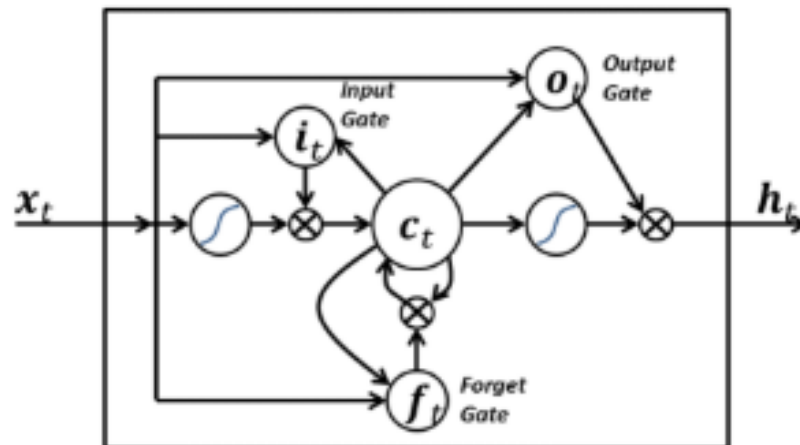 Output
Gate
o_t
Input
Gate
i_t
x_t
c_t
h_t
f_t
Forget
Gate